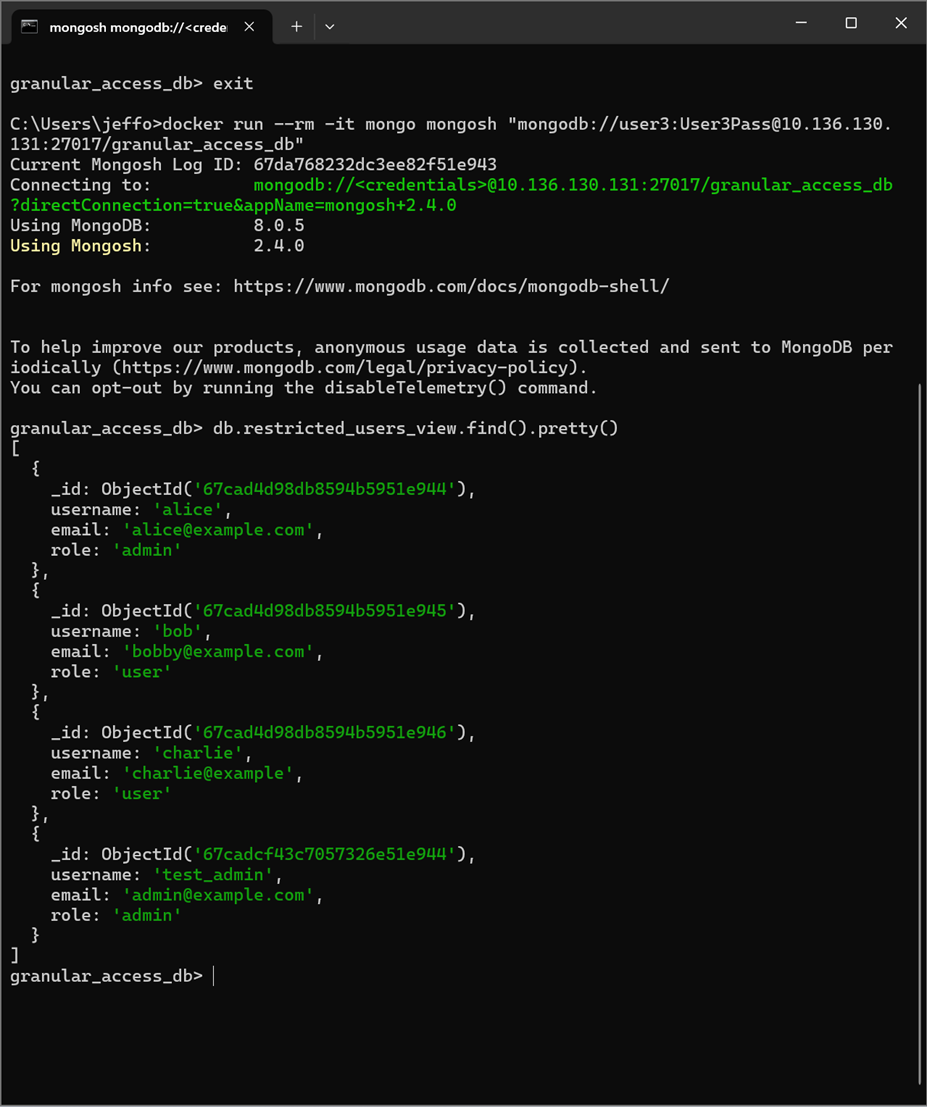 mongosh mongodb://<crede
granular_access_db> exit
C:\Users\jeffo>docker run --rm -it mongo mongosh "mongodb://user3:User3Pass@10.136.130.
131:27017/granular_access_db"
Current Mongosh Log ID: 67da768232dc3ee82f51e943
Connecting to:          mongodb://<credentials>@10.136.130.131:27017/granular_access_db
?directConnection=true&appName=mongosh+2.4.0
Using MongoDB:          8.0.5
Using Mongosh:          2.4.0
For mongosh info see: https://www.mongodb.com/docs/mongodb-shell/
To help improve our products, anonymous usage data is collected and sent to MongoDB per
iodically (https://www.mongodb.com/legal/privacy-policy).
You can opt-out by running the disableTelemetry() command.
granular_access_db> db.restricted_users_view.find().pretty()
[
  {
    _id: ObjectId('67cad4d98db8594b5951e944'),
    username: 'alice',
    email: 'alice@example.com',
    role: 'admin'
  },
  {
    _id: ObjectId('67cad4d98db8594b5951e945'),
    username: 'bob',
    email: 'bobby@example.com',
    role: 'user'
  },
  {
    _id: ObjectId('67cad4d98db8594b5951e946'),
    username: 'charlie',
    email: 'charlie@example',
    role: 'user'
  },
  {
    _id: ObjectId('67cadcf43c7057326e51e944'),
    username: 'test_admin',
    email: 'admin@example.com',
    role: 'admin'
  }
]
granular_access_db>